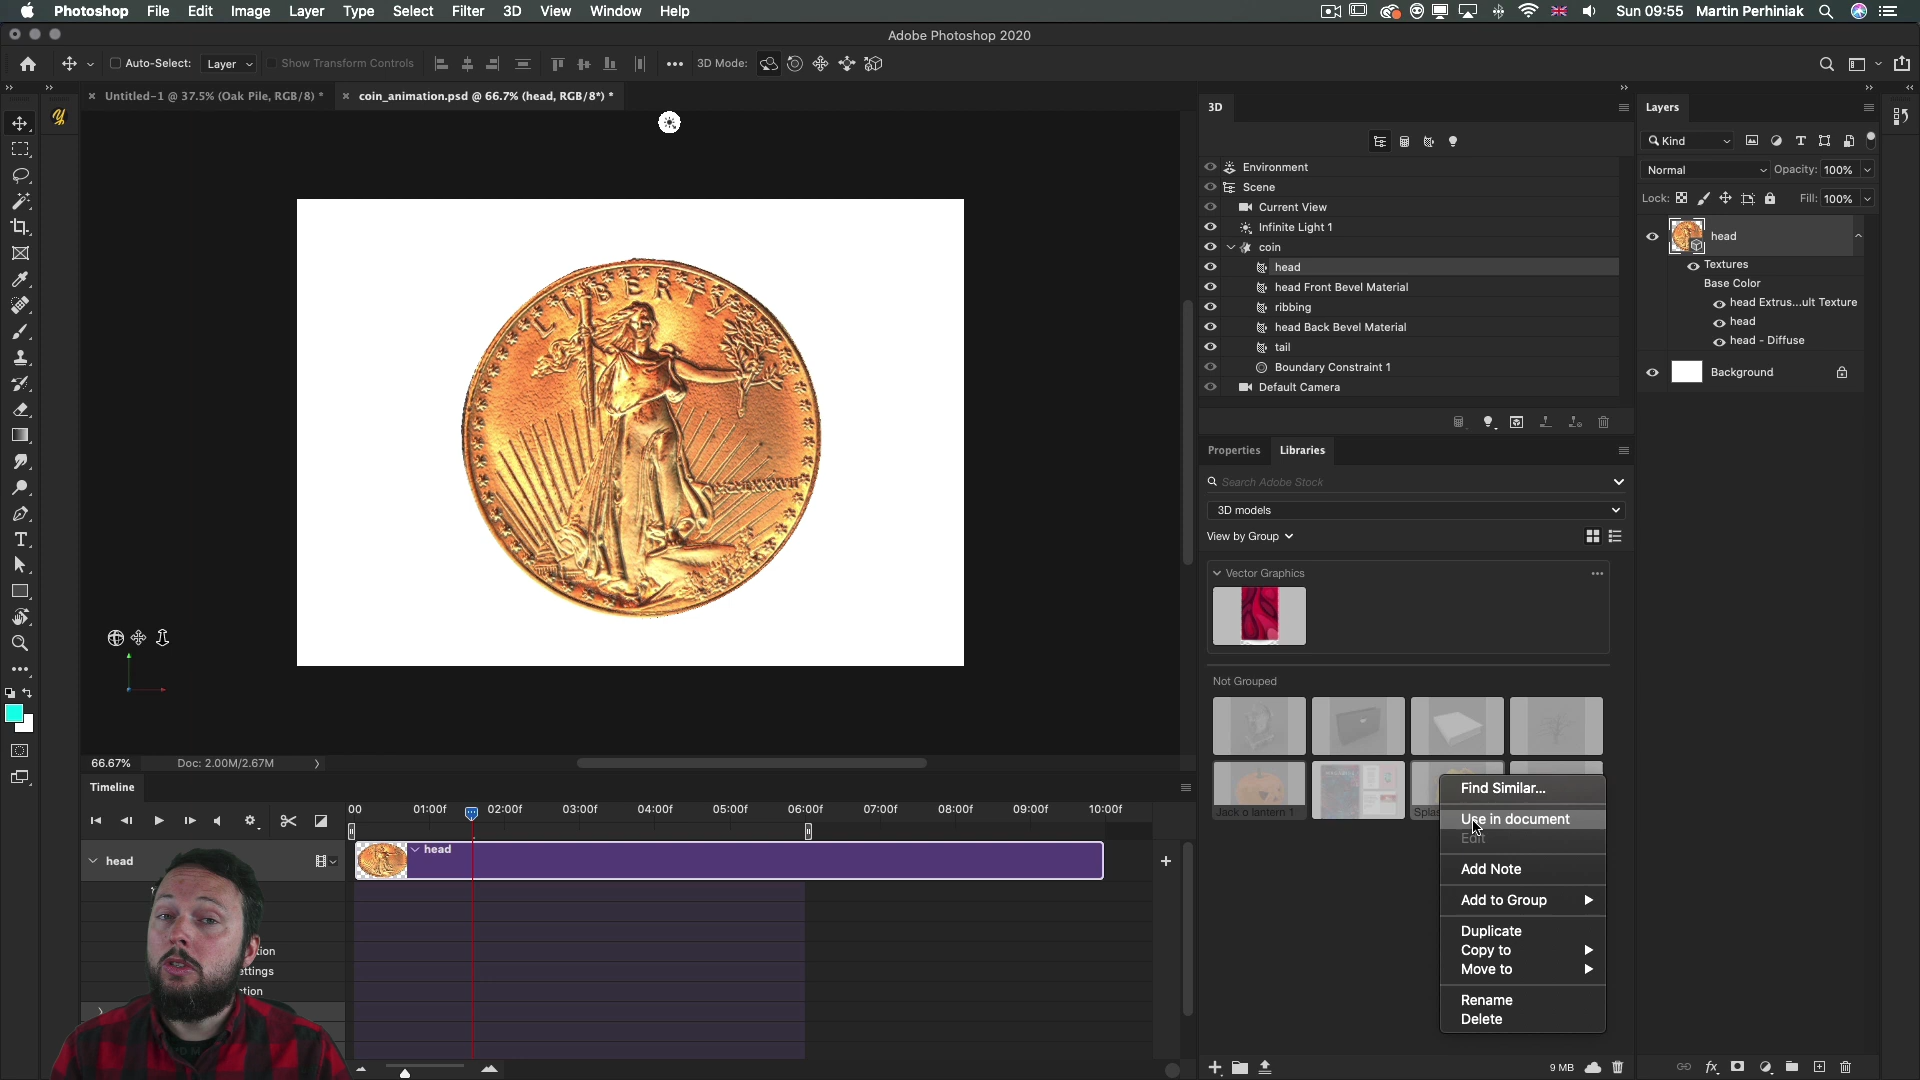 Photoshop File Edit Image Layer Type Select Filter 3D View Window Help
Sun 09:55 Martin Perhiniak
Adobe Photoshop 2020
Auto-Select: Layer Show Transform Controls 3D Mode:
Untitled-1 @ 37.5% (Oak Pile, RGB/8) *
coin_animation.psd @ 66.7% (head, RGB/8*) *
LIBERTY
66.67% Doc: 2.00M/2.67M
3D
Environment
Scene
Current View
Infinite Light 1
coin
head
head Front Bevel Material
ribbing
head Back Bevel Material
tail
Boundary Constraint 1
Default Camera
Properties Libraries
Search Adobe Stock
3D models
View by Group
Vector Graphics
Not Grouped
Jack o lantern 1
Splas
Find Similar...
Use in document
Edit
Add Note
Add to Group
Duplicate
Copy to
Move to
Rename
Delete
9 MB
Layers
Kind
Normal Opacity: 100%
Lock: Fill: 100%
head
Textures
Base Color
head Extrus...ult Texture
head
head - Diffuse
Background
Timeline
00 01:00f 02:00f 03:00f 04:00f 05:00f 06:00f 07:00f 08:00f 09:00f 10:00f
head
head
tion
ettings
ction